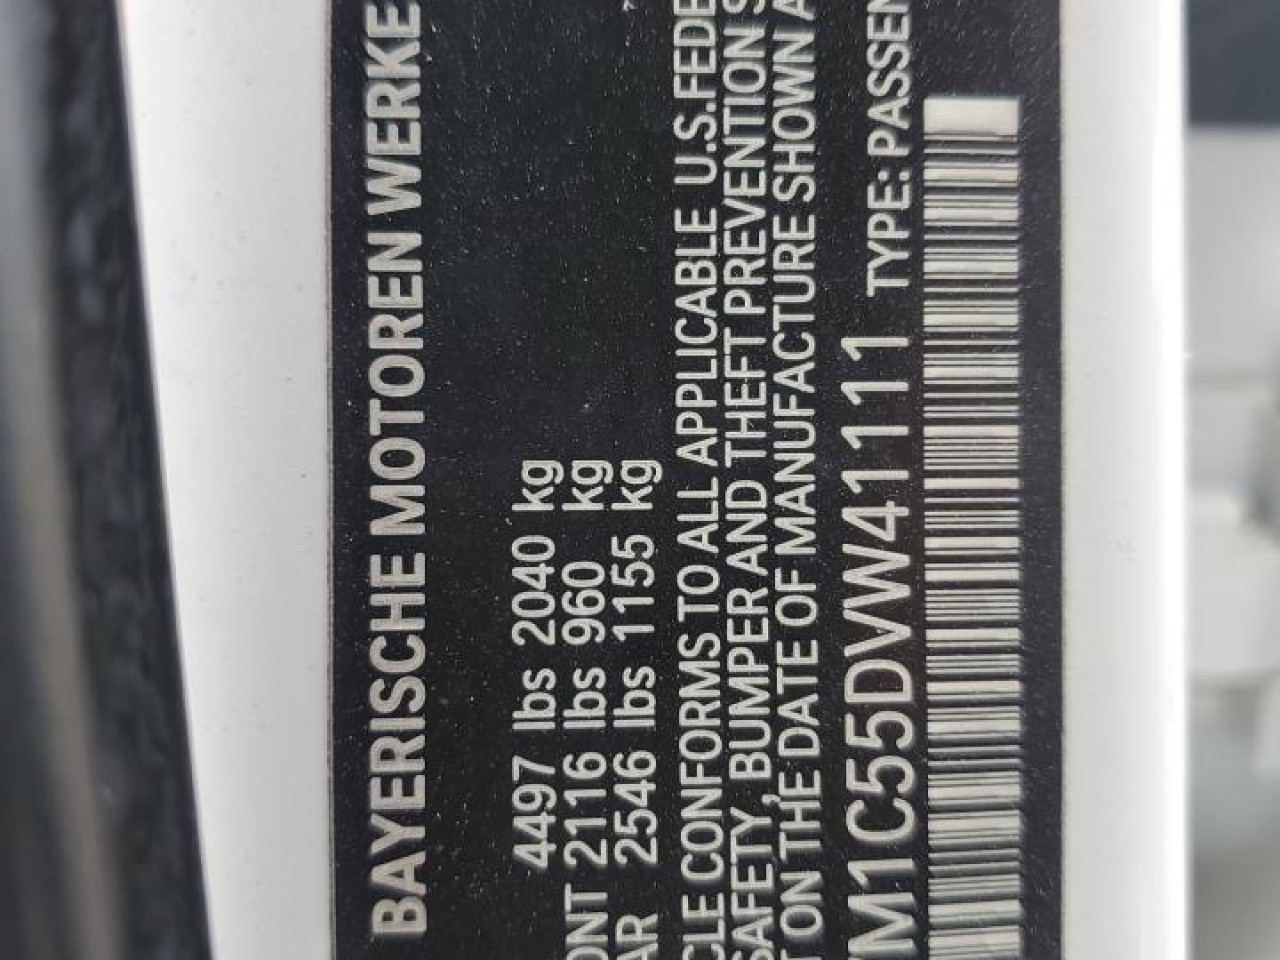 BAYERISCHE MOTOREN WERKE
4497 lbs 2040 kg
ONT 2116 lbs 960 kg
AR 2546 lbs 1155 kg
CLE CONFORMS TO ALL APPLICABLE U.S.FEDE
SAFETY, BUMPER AND THEFT PREVENTION S
T ON THE DATE OF MANUFACTURE SHOWN A
M1C55DVW41111 TYPE: PASSEN